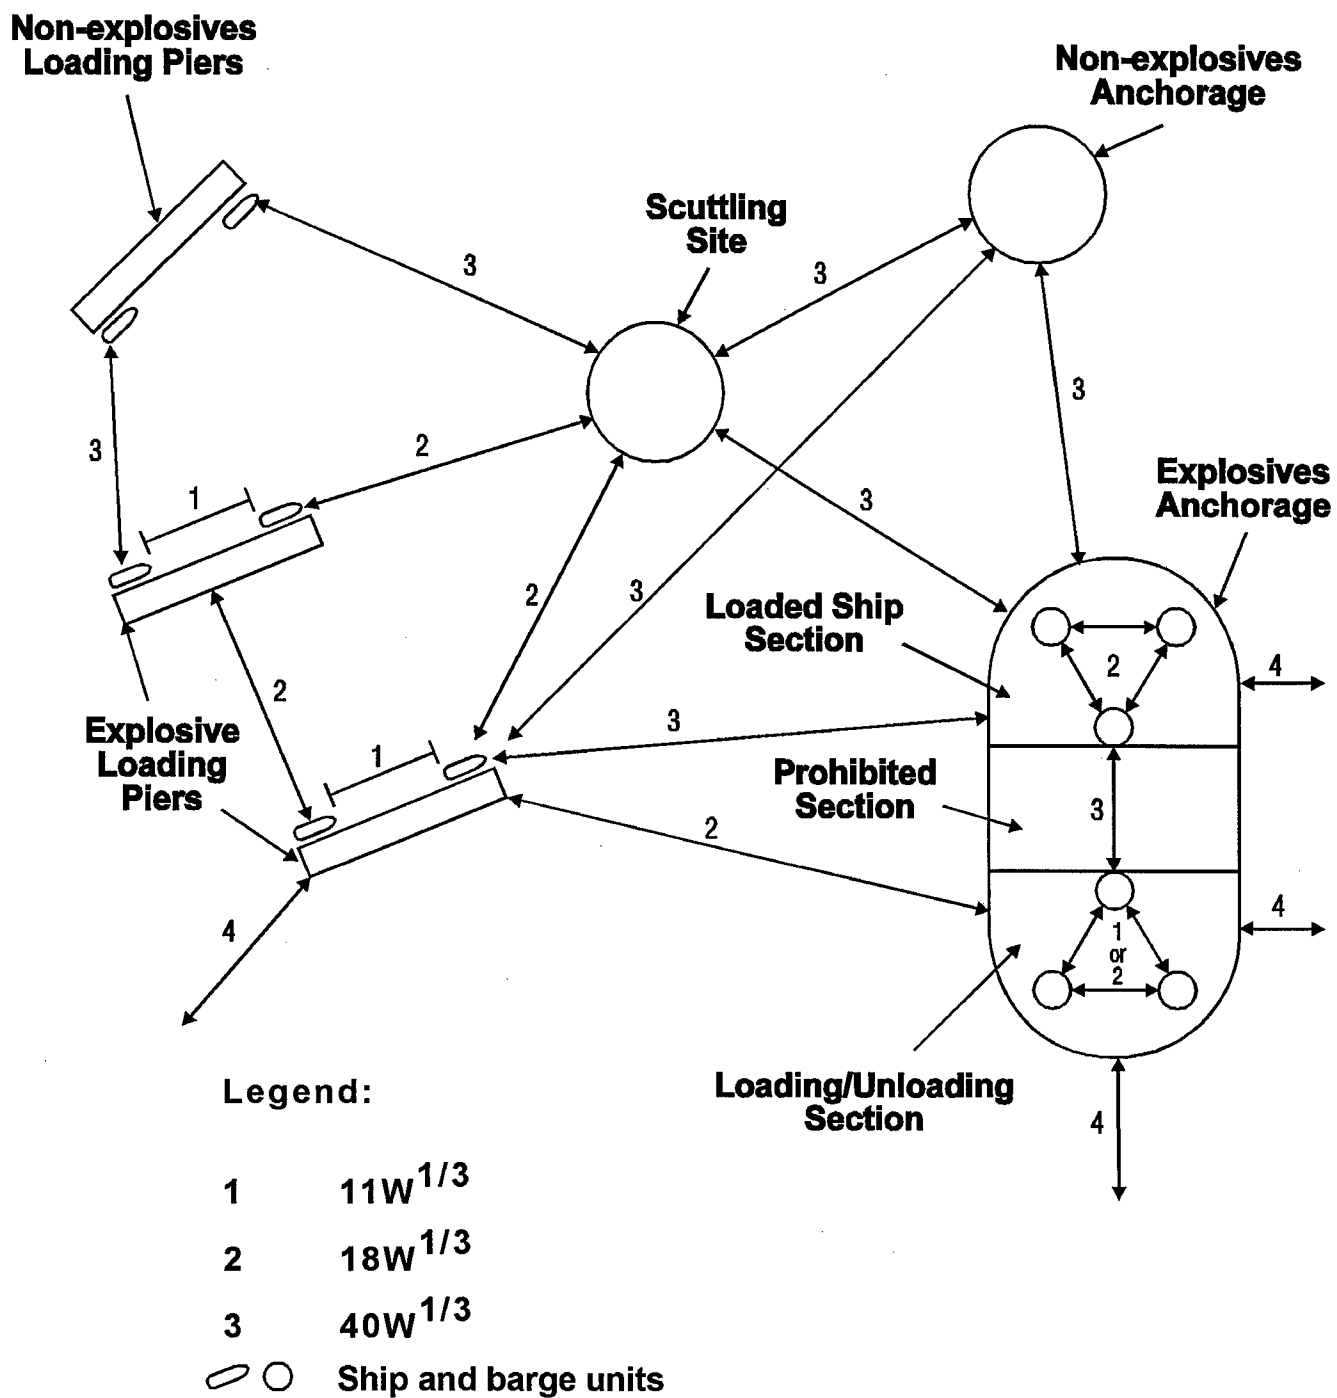 Non-explosives
Loading Piers
Non-explosives
Anchorage
Scuttling
Site
3
3
3
3
2
1
3
Explosives
Anchorage
2
3
Loaded Ship
Section
2
4
2
Explosive
Loading
Piers
1
3
Prohibited
Section
3
2
4
4
1
or
2
Loading/Unloading
Section
4
Legend:
1 11W1/3
2 18W1/3
3 40W1/3
Ship and barge units